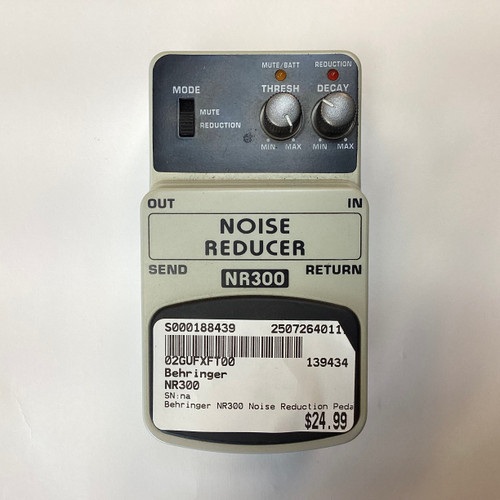 MUTE/BATT REDUCTION
MODE THRESH DECAY
MUTE
REDUCTION
MIN MAX MIN MAX
OUT IN
NOISE
REDUCER
SEND RETURN
NR300
S000188439 2507264011
02GUFXFT00 139434
Behringer
NR300
SN:na
Behringer NR300 Noise Reduction Peda
$24.99